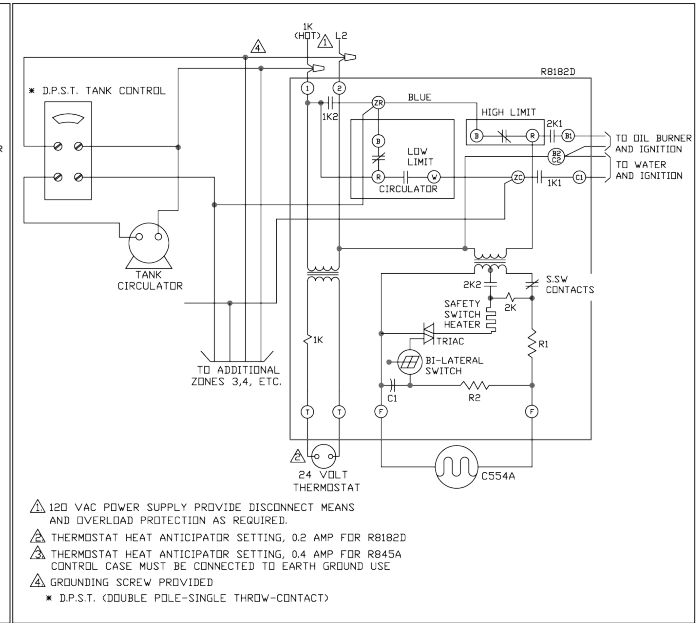 1K
(HOT) 1 L2
4
R8182D
* D.P.S.T. TANK CONTROL
1 2
BLUE
ZR
1K2
HIGH LIMIT
2K1
B R B1
TO OIL BURNER
AND IGNITION
B
LOW
LIMIT
B2
C2
TO WATER
AND IGNITION
R W ZC C1
1K1
CIRCULATOR
TANK
CIRCULATOR
2K2
S.SW
CONTACTS
SAFETY
SWITCH
HEATER
2K
TRIAC
1K
R1
BI-LATERAL
SWITCH
TO ADDITIONAL
ZONES 3,4, ETC.
C1
R2
T T F F
2
24 VOLT
THERMOSTAT
C554A
1 120 VAC POWER SUPPLY PROVIDE DISCONNECT MEANS
AND OVERLOAD PROTECTION AS REQUIRED.
2 THERMOSTAT HEAT ANTICIPATOR SETTING, 0.2 AMP FOR R8182D
3 THERMOSTAT HEAT ANTICIPATOR SETTING, 0.4 AMP FOR R845A
CONTROL CASE MUST BE CONNECTED TO EARTH GROUND USE
4 GROUNDING SCREW PROVIDED
* D.P.S.T. (DOUBLE POLE-SINGLE THROW-CONTACT)